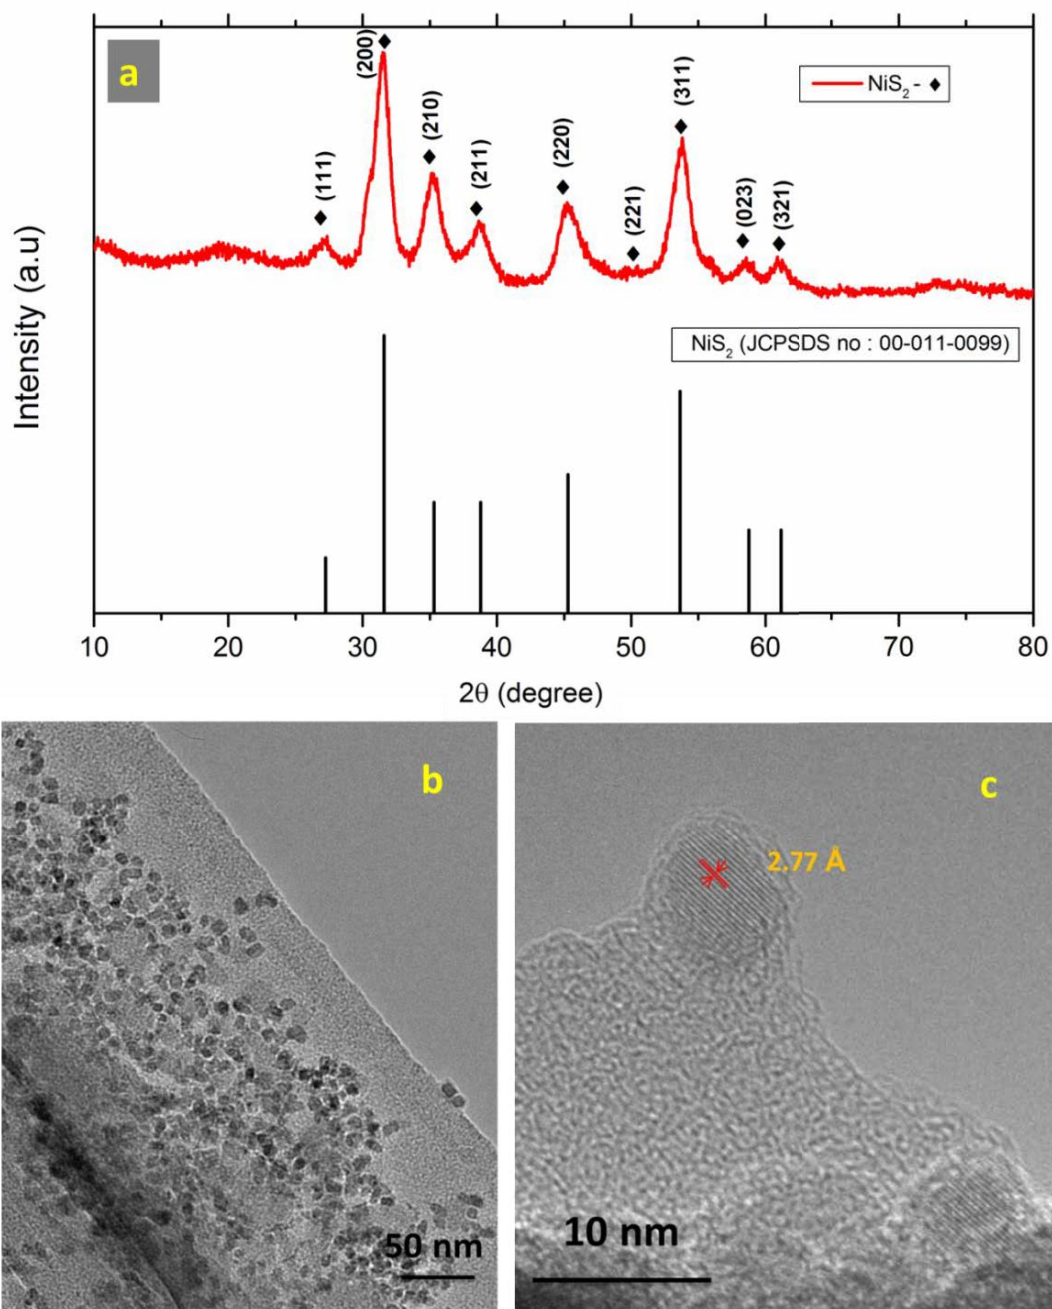 a
(111)
(200)
(210)
(211)
(220)
(221)
(311)
(023)
(321)
NiS₂ - ♦
NiS₂ (JCPSDS no : 00-011-0099)
Intensity (a.u)
10 20 30 40 50 60 70 80
2θ (degree)
b
50 nm
c
2.77 Å
10 nm